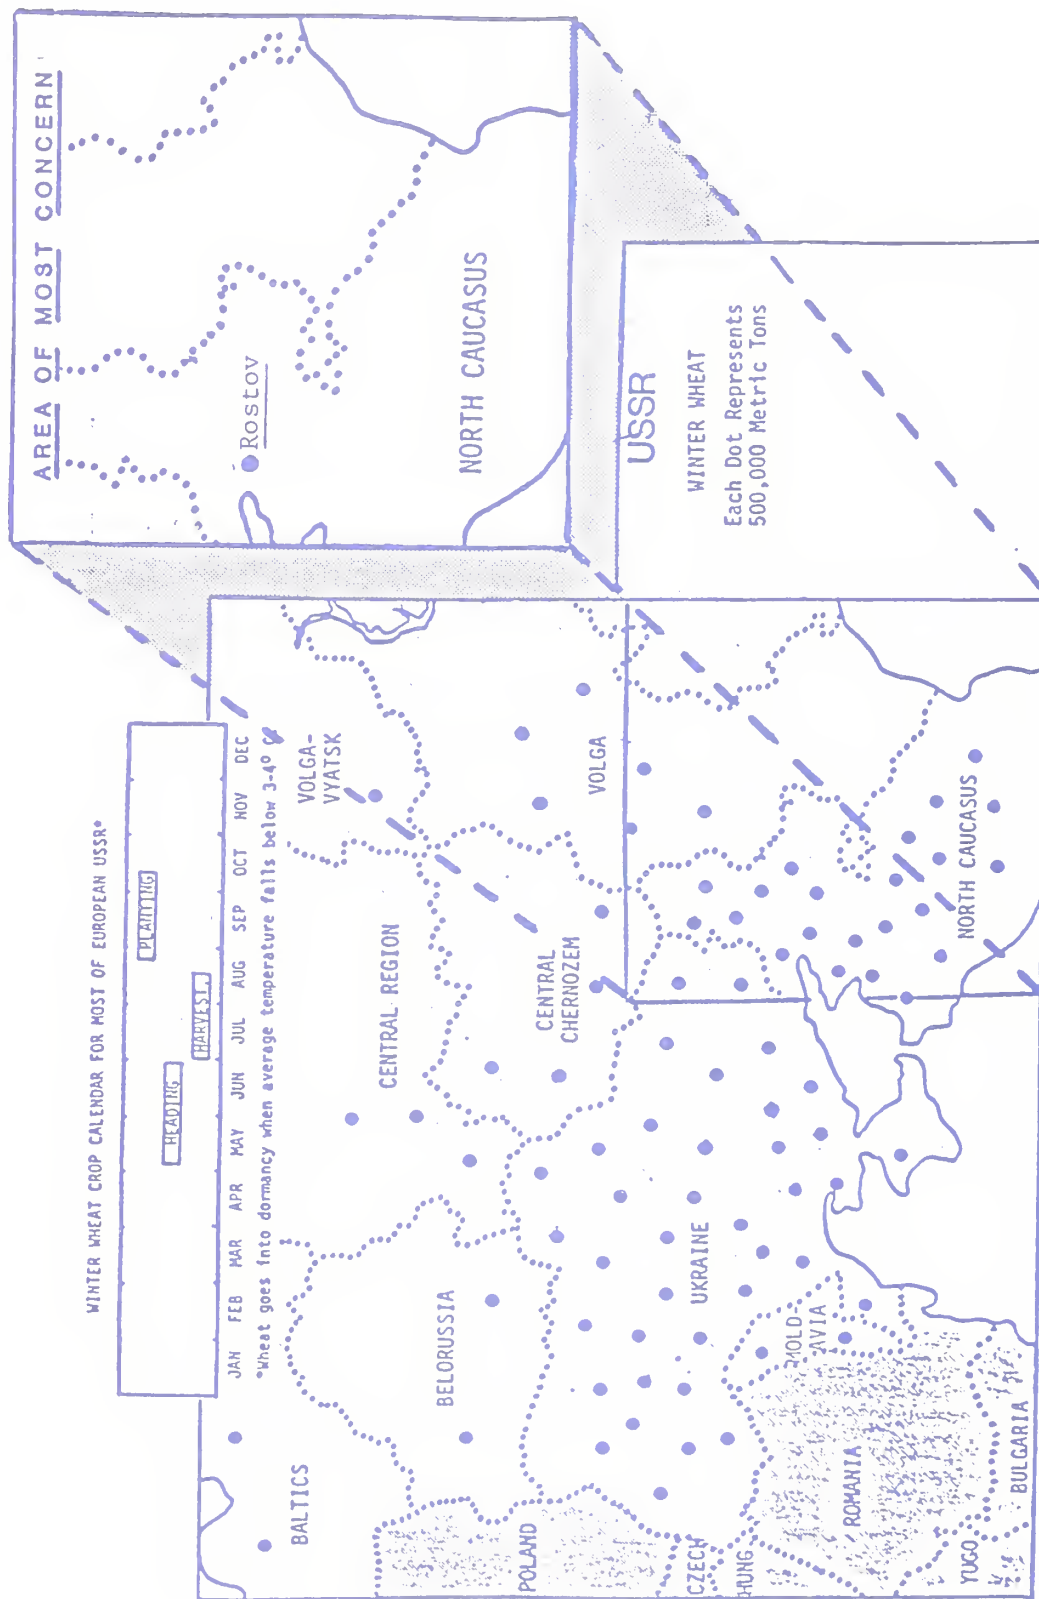 WINTER WHEAT CROP CALENDAR FOR MOST OF EUROPEAN USSR*
PLANTING
HEADING
HARVEST
JAN FEB MAR APR MAY JUN JUL AUG SEP OCT NOV DEC
*Wheat goes into dormancy when average temperature falls below 3-4° C.
AREA OF MOST CONCERN
Rostov
NORTH CAUCASUS
USSR
WINTER WHEAT
Each Dot Represents
500,000 Metric Tons
BALTICS
VOLGA-
VYATSK
CENTRAL REGION
BELORUSSIA
POLAND
CENTRAL
CHERNOZEM
VOLGA
CZECH
HUNG
UKRAINE
MOLD-
AVIA
ROMANIA
YUGO
BULGARIA
NORTH CAUCASUS